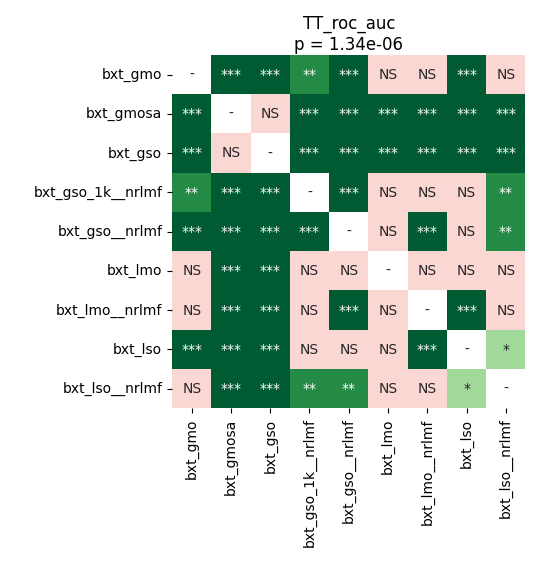 TT_roc_auc
p = 1.34e-06
bxt_gmo - *** *** ** *** NS NS *** NS
bxt_gmosa *** - NS *** *** *** *** *** ***
bxt_gso *** NS - *** *** *** *** *** ***
bxt_gso_1k__nrlmf ** *** *** - *** NS NS NS **
bxt_gso__nrlmf *** *** *** *** - NS *** NS **
bxt_lmo NS *** *** NS NS - NS NS NS
bxt_lmo__nrlmf NS *** *** NS *** NS - *** NS
bxt_lso *** *** *** NS NS NS *** - *
bxt_lso__nrlmf NS *** *** ** ** NS NS * -
bxt_gmo
bxt_gmosa
bxt_gso
bxt_gso_1k__nrlmf
bxt_gso__nrlmf
bxt_lmo
bxt_lmo__nrlmf
bxt_lso
bxt_lso__nrlmf